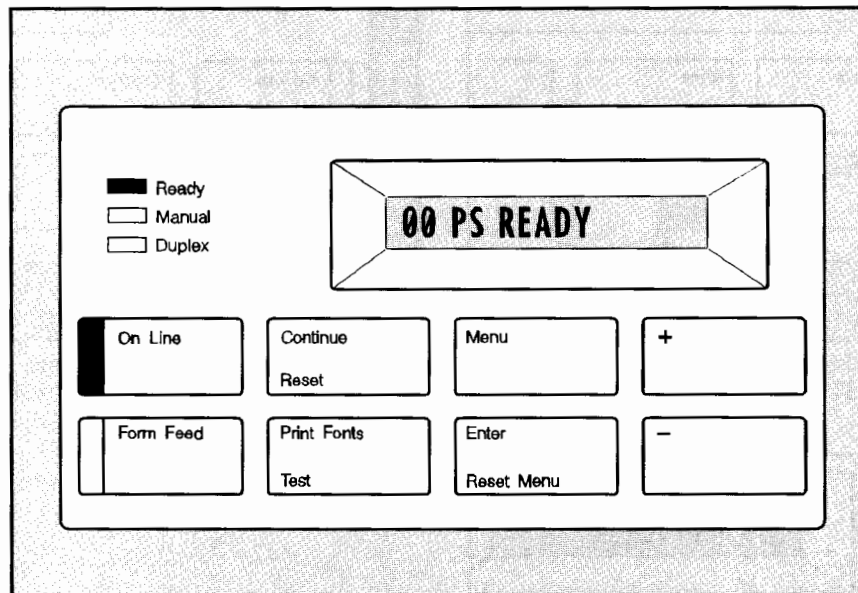 Ready
Manual
Duplex
00 PS READY
On Line
Continue
Reset
Menu
+
Form Feed
Print Fonts
Test
Enter
Reset Menu
−